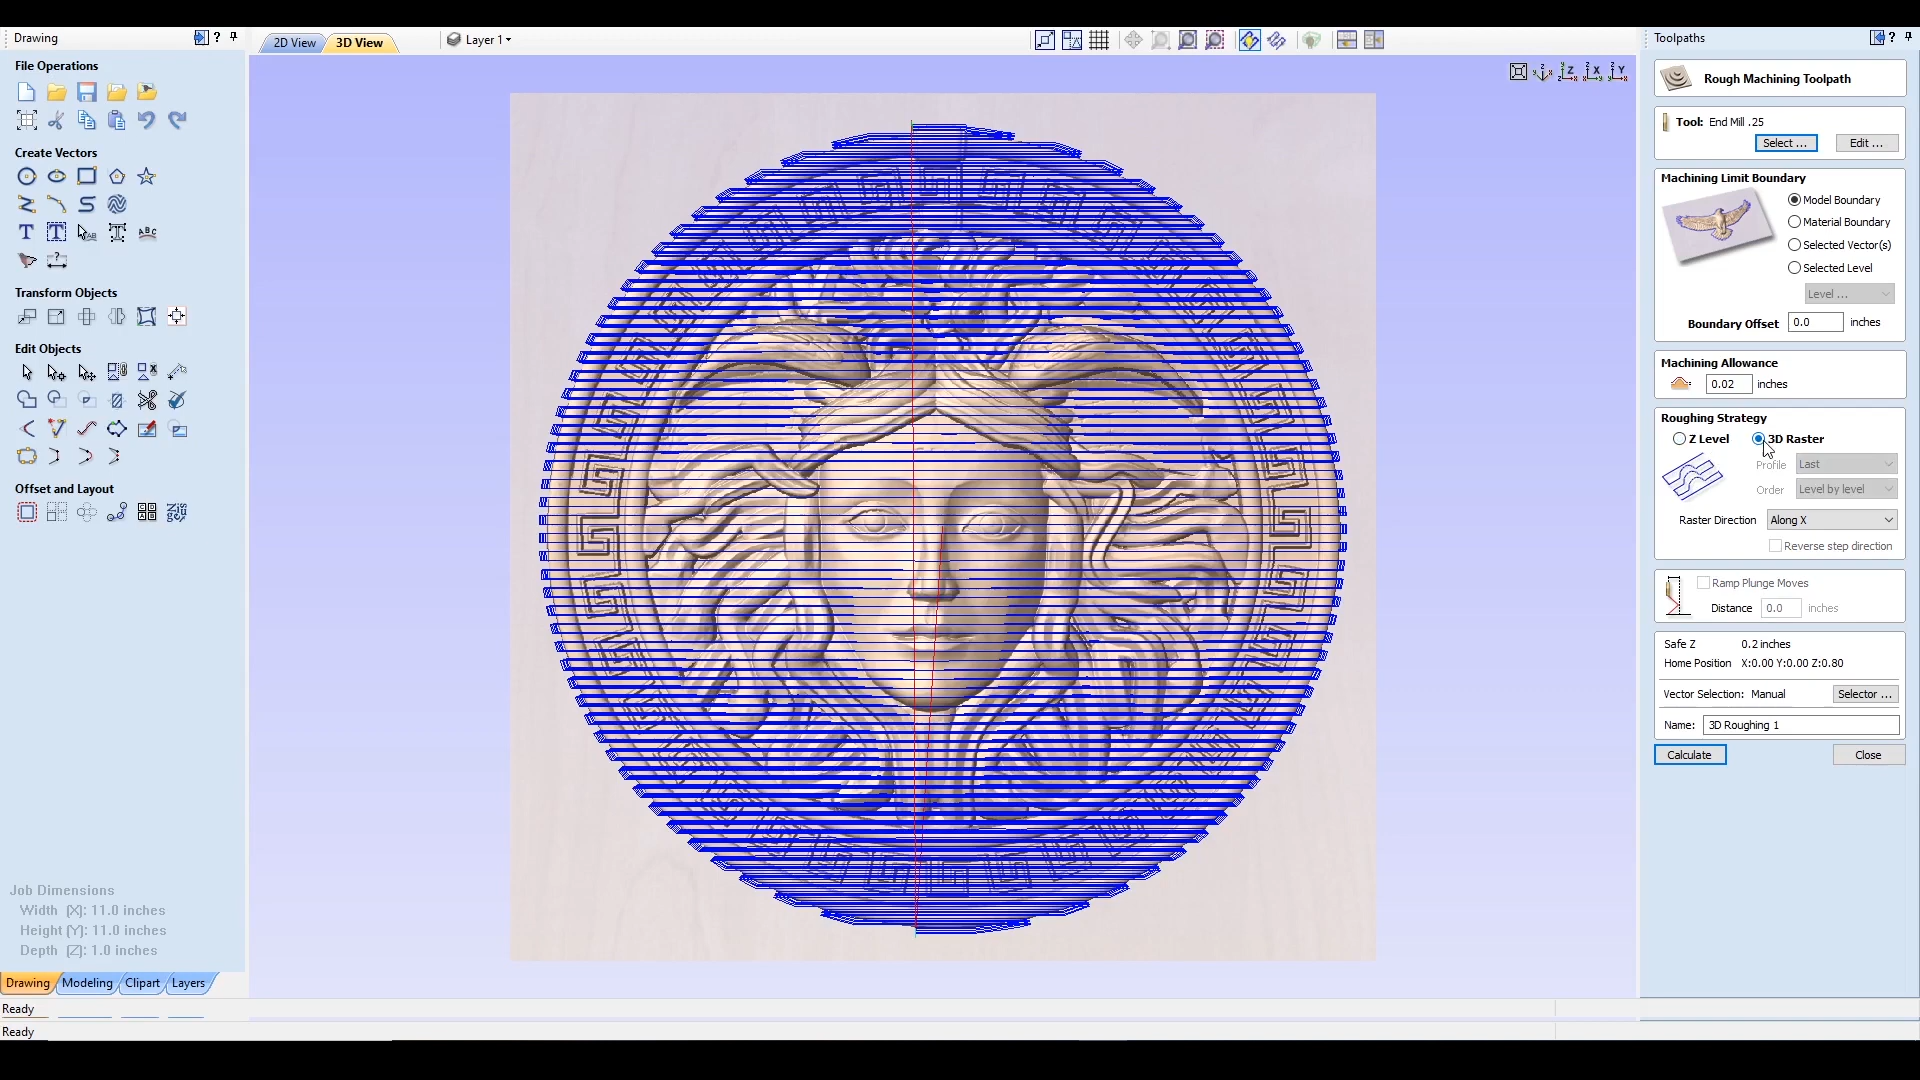 Drawing
?
File Operations
Create Vectors
Transform Objects
Edit Objects
Offset and Layout
Job Dimensions
Width (X): 11.0 inches
Height (Y): 11.0 inches
Depth (Z): 1.0 inches
Drawing Modeling Clipart Layers
Ready
Ready
2D View 3D View
Layer 1
Toolpaths
?
Rough Machining Toolpath
Tool: End Mill .25
Select ... Edit ...
Machining Limit Boundary
Model Boundary
Material Boundary
Selected Vector(s)
Selected Level
Level ...
Boundary Offset 0.0 inches
Machining Allowance
0.02 inches
Roughing Strategy
Z Level 3D Raster
Profile Last
Order Level by level
Raster Direction Along X
Reverse step direction
Ramp Plunge Moves
Distance 0.0 inches
Safe Z 0.2 inches
Home Position X:0.00 Y:0.00 Z:0.80
Vector Selection: Manual Selector ...
Name: 3D Roughing 1
Calculate Close